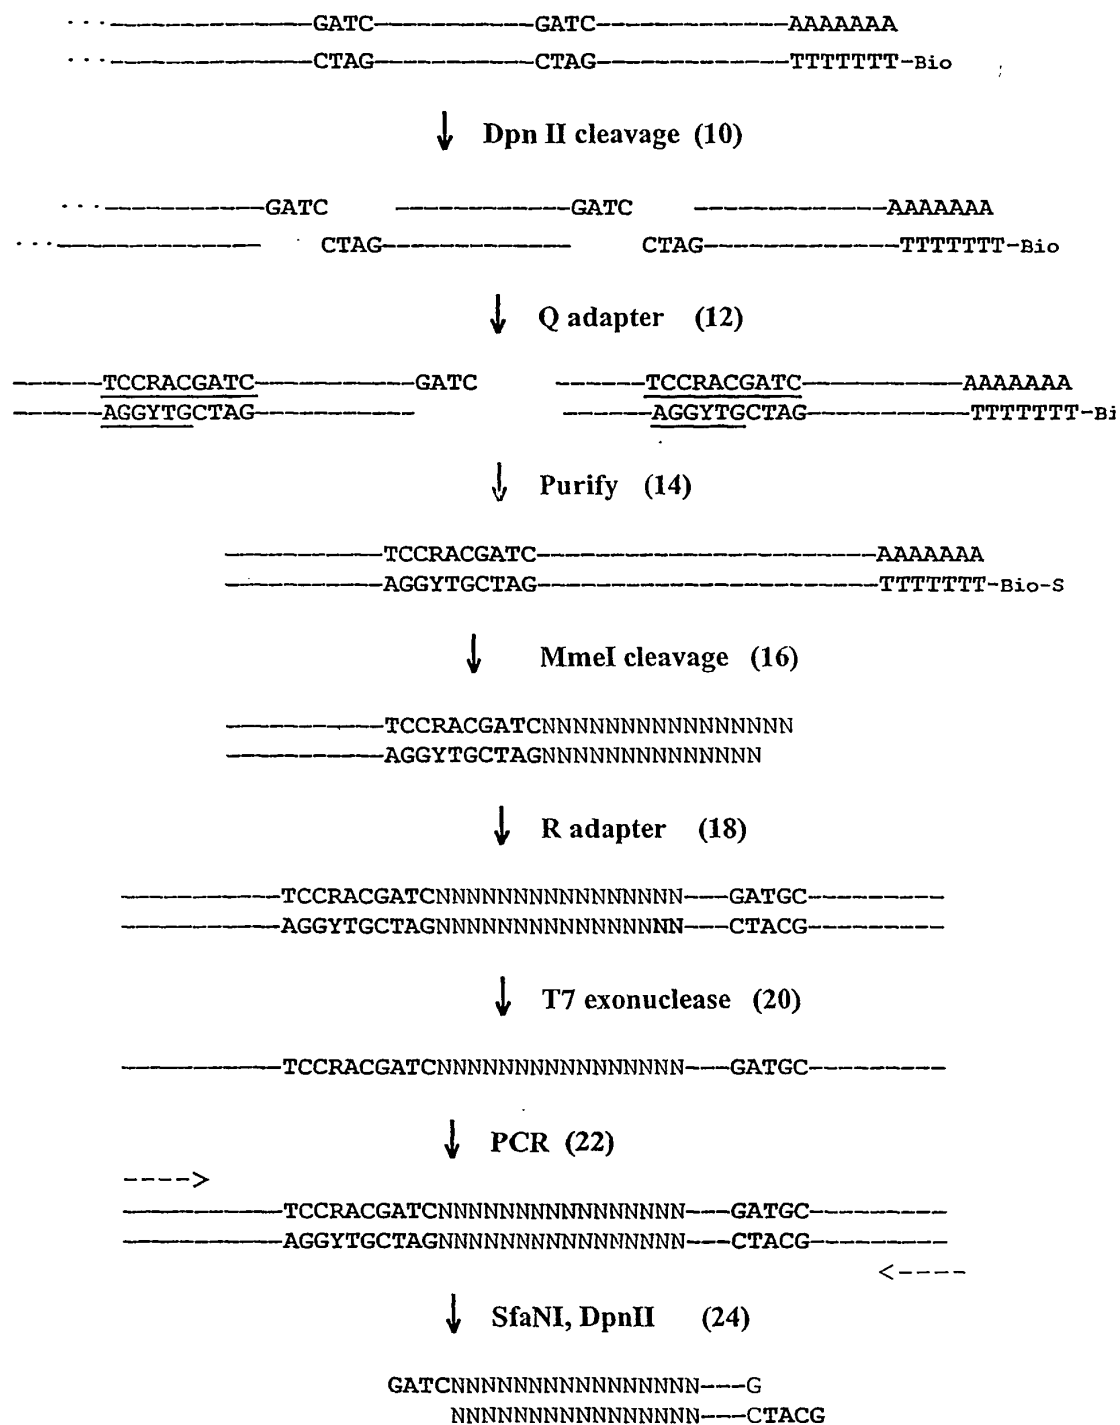 ···----------GATC----------GATC------------AAAAAAA
···----------CTAG----------CTAG------------TTTTTTT-Bio
↓ Dpn II cleavage (10)
···----------GATC -----------GATC ------------AAAAAAA
···------------- CTAG------------ CTAG------------TTTTTTT-Bio
↓ Q adapter (12)
------TCCRACGATC----------GATC ------TCCRACGATC----------AAAAAAA
------AGGYTGCTAG---------- ------AGGYTGCTAG----------TTTTTTT-Bi
↓ Purify (14)
----------TCCRACGATC----------------------AAAAAAA
----------AGGYTGCTAG----------------------TTTTTTT-Bio-S
↓ MmeI cleavage (16)
----------TCCRACGATCNNNNNNNNNNNNNNNN
----------AGGYTGCTAGNNNNNNNNNNNNNN
↓ R adapter (18)
----------TCCRACGATCNNNNNNNNNNNNNNNN---GATGC---------
----------AGGYTGCTAGNNNNNNNNNNNNNNNN---CTACG---------
↓ T7 exonuclease (20)
----------TCCRACGATCNNNNNNNNNNNNNNNN---GATGC---------
↓ PCR (22)
---->
----------TCCRACGATCNNNNNNNNNNNNNNNN---GATGC---------
----------AGGYTGCTAGNNNNNNNNNNNNNNNN---CTACG---------
<----
↓ SfaNI, DpnII (24)
GATCNNNNNNNNNNNNNNNN---G
NNNNNNNNNNNNNNNN---CTACG